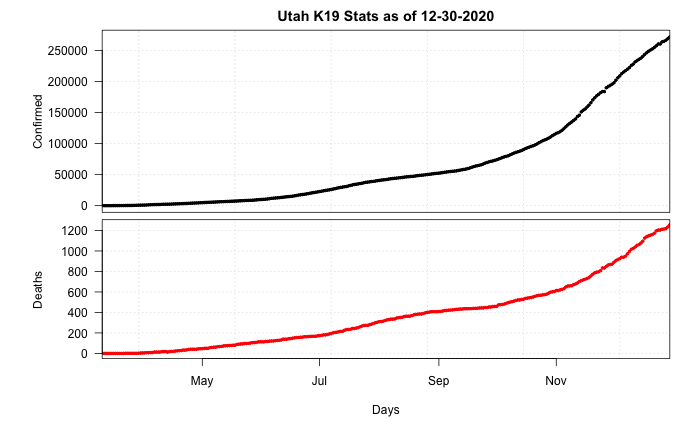 Utah K19 Stats as of 12-30-2020
Confirmed
250000
200000
150000
100000
50000
0
Deaths
1200
1000
800
600
400
200
0
May Jul Sep Nov
Days